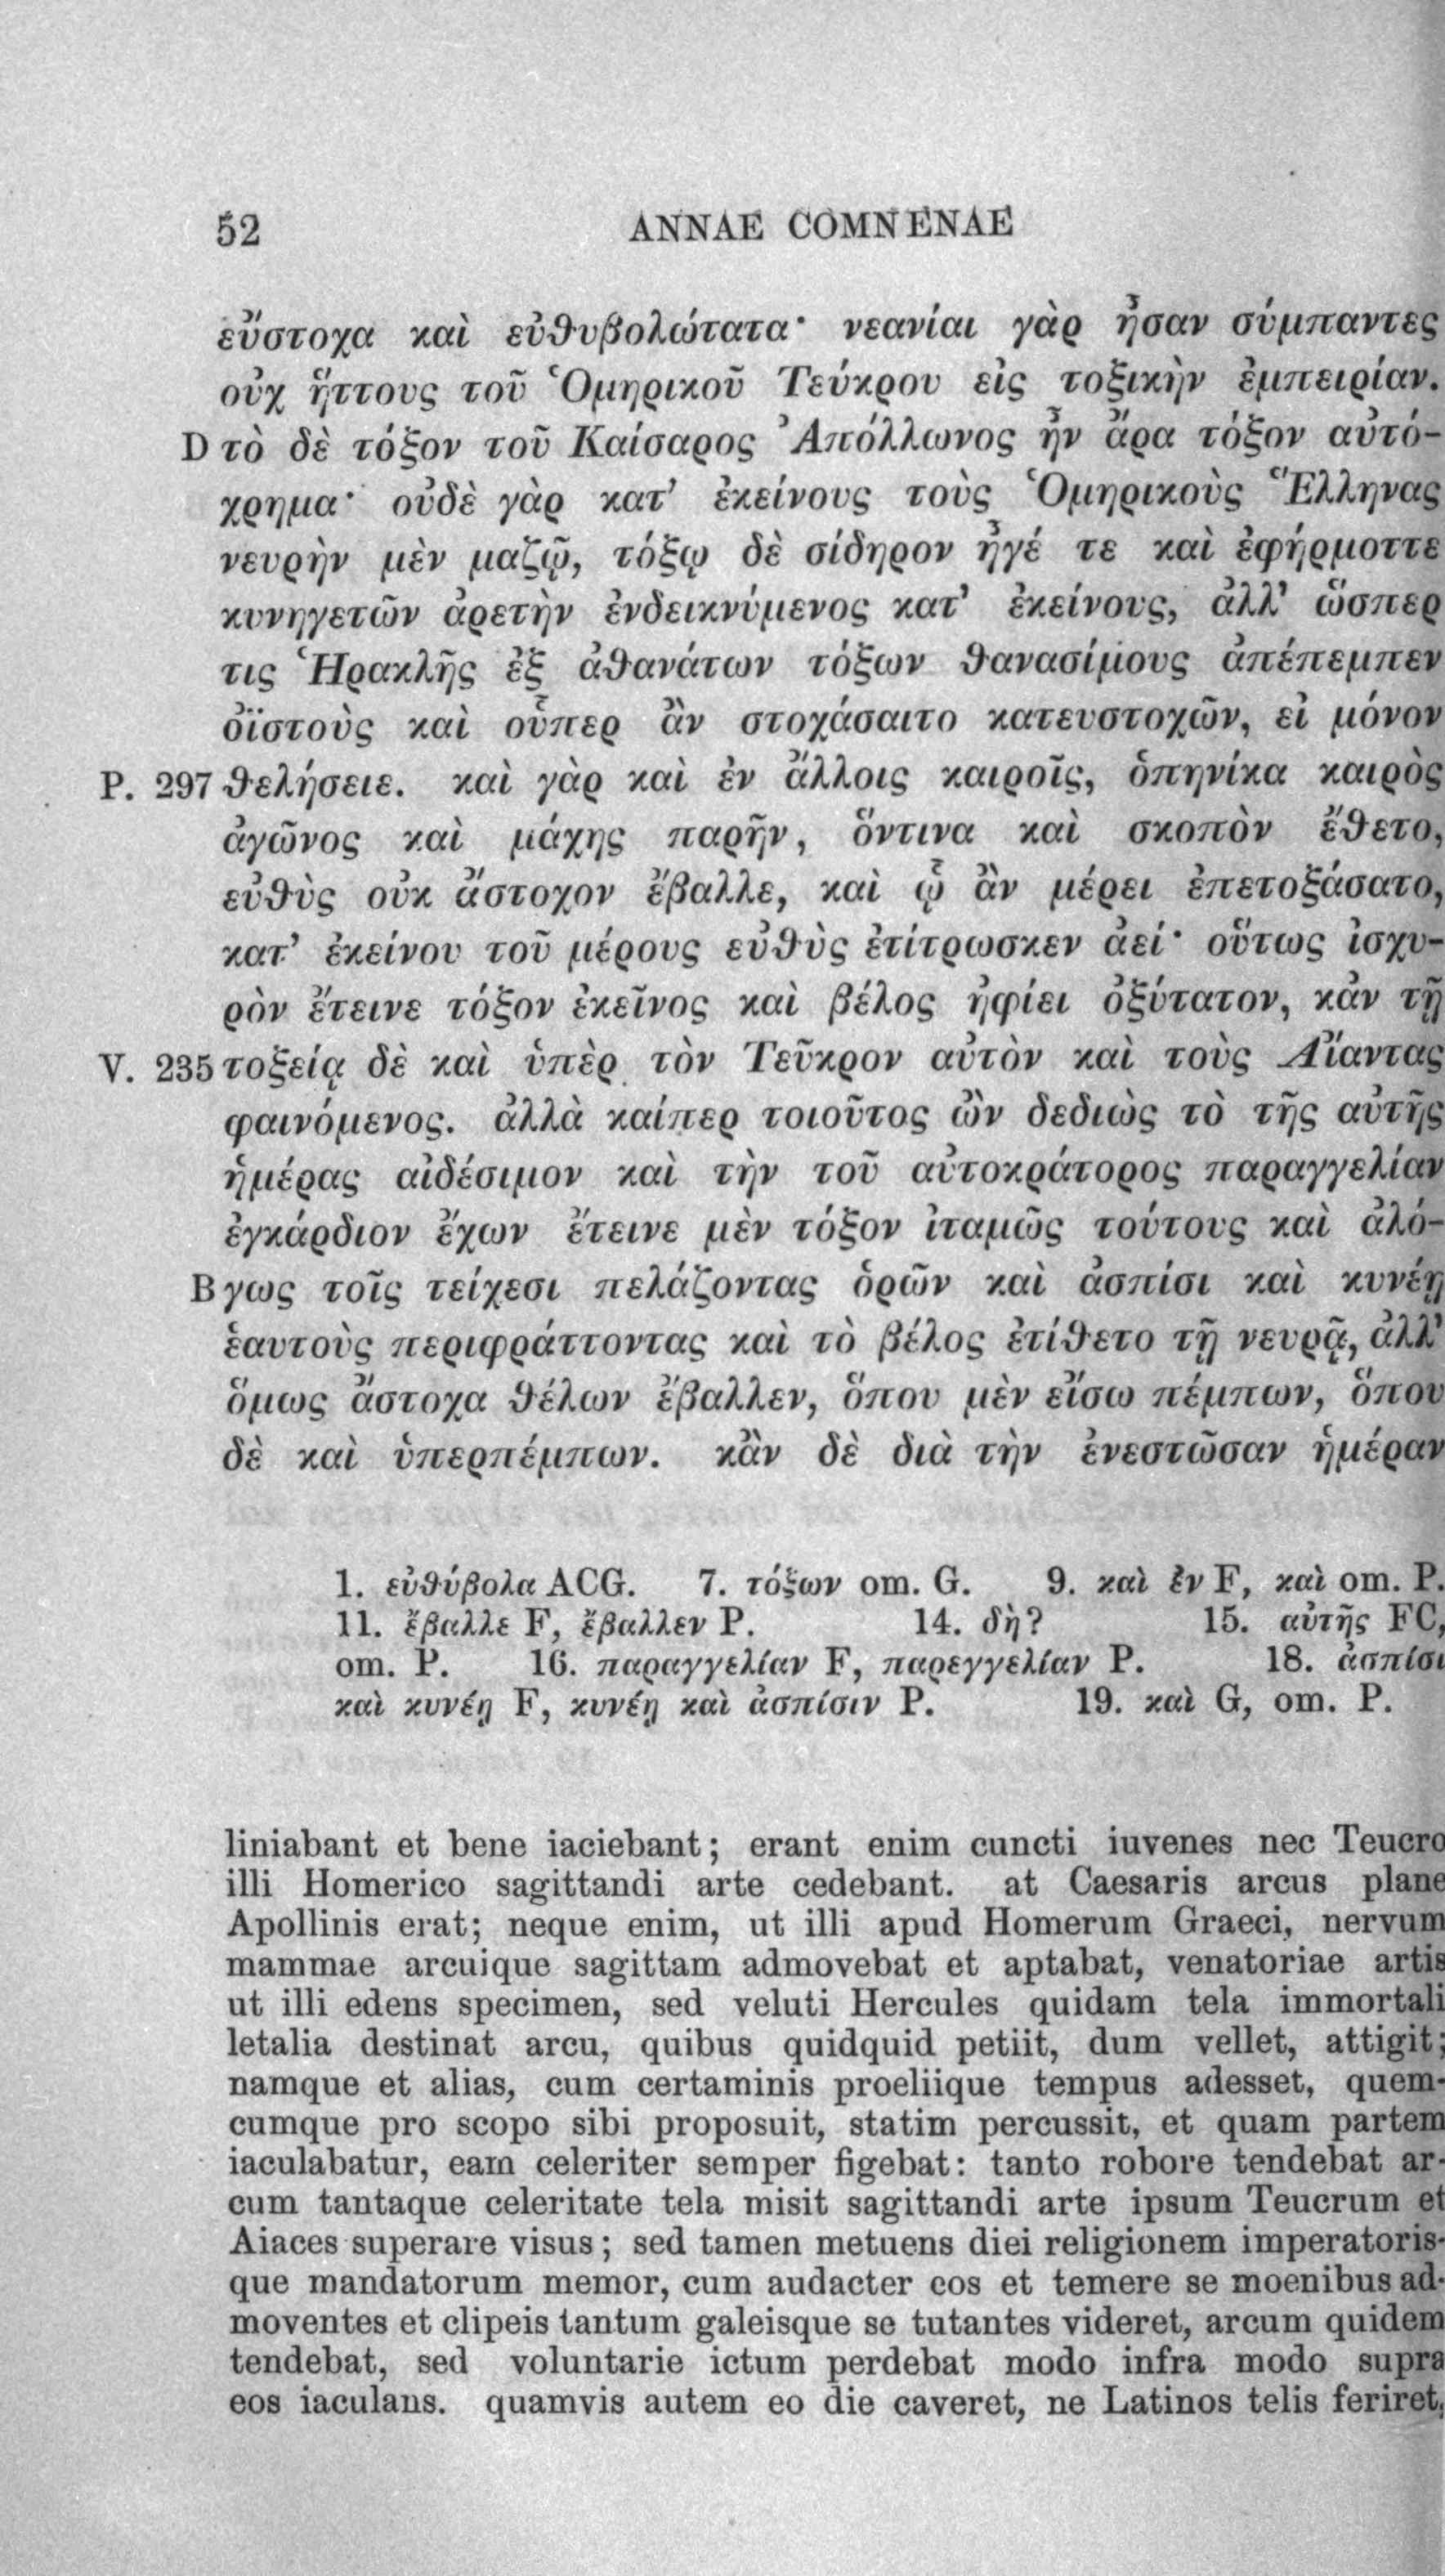 52 ANNAE COMNENAE
εὔστοχα καὶ εὐθυβολώτατα· νεανίαι γὰρ ἦσαν σύμπαντες
οὐχ ἥττους τοῦ Ὁμηρικοῦ Τεύκρου εἰς τοξικὴν ἐμπειρίαν.
D τὸ δὲ τόξον τοῦ Καίσαρος Ἀπόλλωνος ἦν ἄρα τόξον αὐτό-
χρημα· οὐδὲ γὰρ κατ’ ἐκείνους τοὺς Ὁμηρικοὺς Ἕλληνας
νευρὴν μὲν μαζῷ, τόξῳ δὲ σίδηρον ἦγέ τε καὶ ἐφήρμοττε
κυνηγετῶν ἀρετὴν ἐνδεικνύμενος κατ’ ἐκείνους, ἀλλ’ ὥσπερ
τις Ἡρακλῆς ἐξ ἀθανάτων τόξων θανασίμους ἀπέπεμπεν
ὀϊστοὺς καὶ οὗπερ ἂν στοχάσαιτο κατευστοχῶν, εἰ μόνον
P. 297 θελήσειε. καὶ γὰρ καὶ ἐν ἄλλοις καιροῖς, ὁπηνίκα καιρὸς
ἀγῶνος καὶ μάχης παρῆν, ὅντινα καὶ σκοπὸν ἔθετο,
εὐθὺς οὐκ ἄστοχον ἔβαλλε, καὶ ᾧ ἂν μέρει ἐπετοξάσατο,
κατ’ ἐκείνου τοῦ μέρους εὐθὺς ἐτίτρωσκεν ἀεί· οὕτως ἰσχυ-
ρὸν ἔτεινε τόξον ἐκεῖνος καὶ βέλος ἠφίει ὀξύτατον, κἀν τῇ
V. 235 τοξείᾳ δὲ καὶ ὑπὲρ τὸν Τεῦκρον αὐτὸν καὶ τοὺς Αἴαντας
φαινόμενος. ἀλλὰ καίπερ τοιοῦτος ὢν δεδιὼς τὸ τῆς αὐτῆς
ἡμέρας αἰδέσιμον καὶ τὴν τοῦ αὐτοκράτορος παραγγελίαν
ἐγκάρδιον ἔχων ἔτεινε μὲν τόξον ἰταμῶς τούτους καὶ ἀλό-
B γως τοῖς τείχεσι πελάζοντας ὁρῶν καὶ ἀσπίσι καὶ κυνέῃ
ἑαυτοὺς περιφράττοντας καὶ τὸ βέλος ἐτίθετο τῇ νευρᾷ, ἀλλ’
ὅμως ἄστοχα θέλων ἔβαλλεν, ὅπου μὲν εἴσω πέμπων, ὅπου
δὲ καὶ ὑπερπέμπων. κἂν δὲ διὰ τὴν ἐνεστῶσαν ἡμέραν
1. εὐθύβολα ACG. 7. τόξων om. G. 9. καὶ ἐν F, καὶ om. P.
11. ἔβαλλε F, ἔβαλλεν P. 14. δὴ? 15. αὐτῆς FC,
om. P. 16. παραγγελίαν F, παρεγγελίαν P. 18. ἀσπίσι
καὶ κυνέῃ F, κυνέῃ καὶ ἀσπίσιν P. 19. καὶ G, om. P.
liniabant et bene iaciebant; erant enim cuncti iuvenes nec Teucro
illi Homerico sagittandi arte cedebant. at Caesaris arcus plane
Apollinis erat; neque enim, ut illi apud Homerum Graeci, nervum
mammae arcuique sagittam admovebat et aptabat, venatoriae artis
ut illi edens specimen, sed veluti Hercules quidam tela immortali
letalia destinat arcu, quibus quidquid petiit, dum vellet, attigit;
namque et alias, cum certaminis proeliique tempus adesset, quem-
cumque pro scopo sibi proposuit, statim percussit, et quam partem
iaculabatur, eam celeriter semper figebat: tanto robore tendebat ar-
cum tantaque celeritate tela misit sagittandi arte ipsum Teucrum et
Aiaces superare visus; sed tamen metuens diei religionem imperatoris-
que mandatorum memor, cum audacter eos et temere se moenibus ad-
moventes et clipeis tantum galeisque se tutantes videret, arcum quidem
tendebat, sed voluntarie ictum perdebat modo infra modo supra
eos iaculans. quamvis autem eo die caveret, ne Latinos telis feriret,